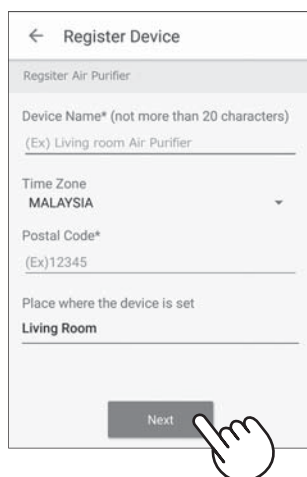 ← Register Device
Regsiter Air Purifier
Device Name* (not more than 20 characters)
(Ex) Living room Air Purifier
Time Zone
MALAYSIA
Postal Code*
(Ex)12345
Place where the device is set
Living Room
Next